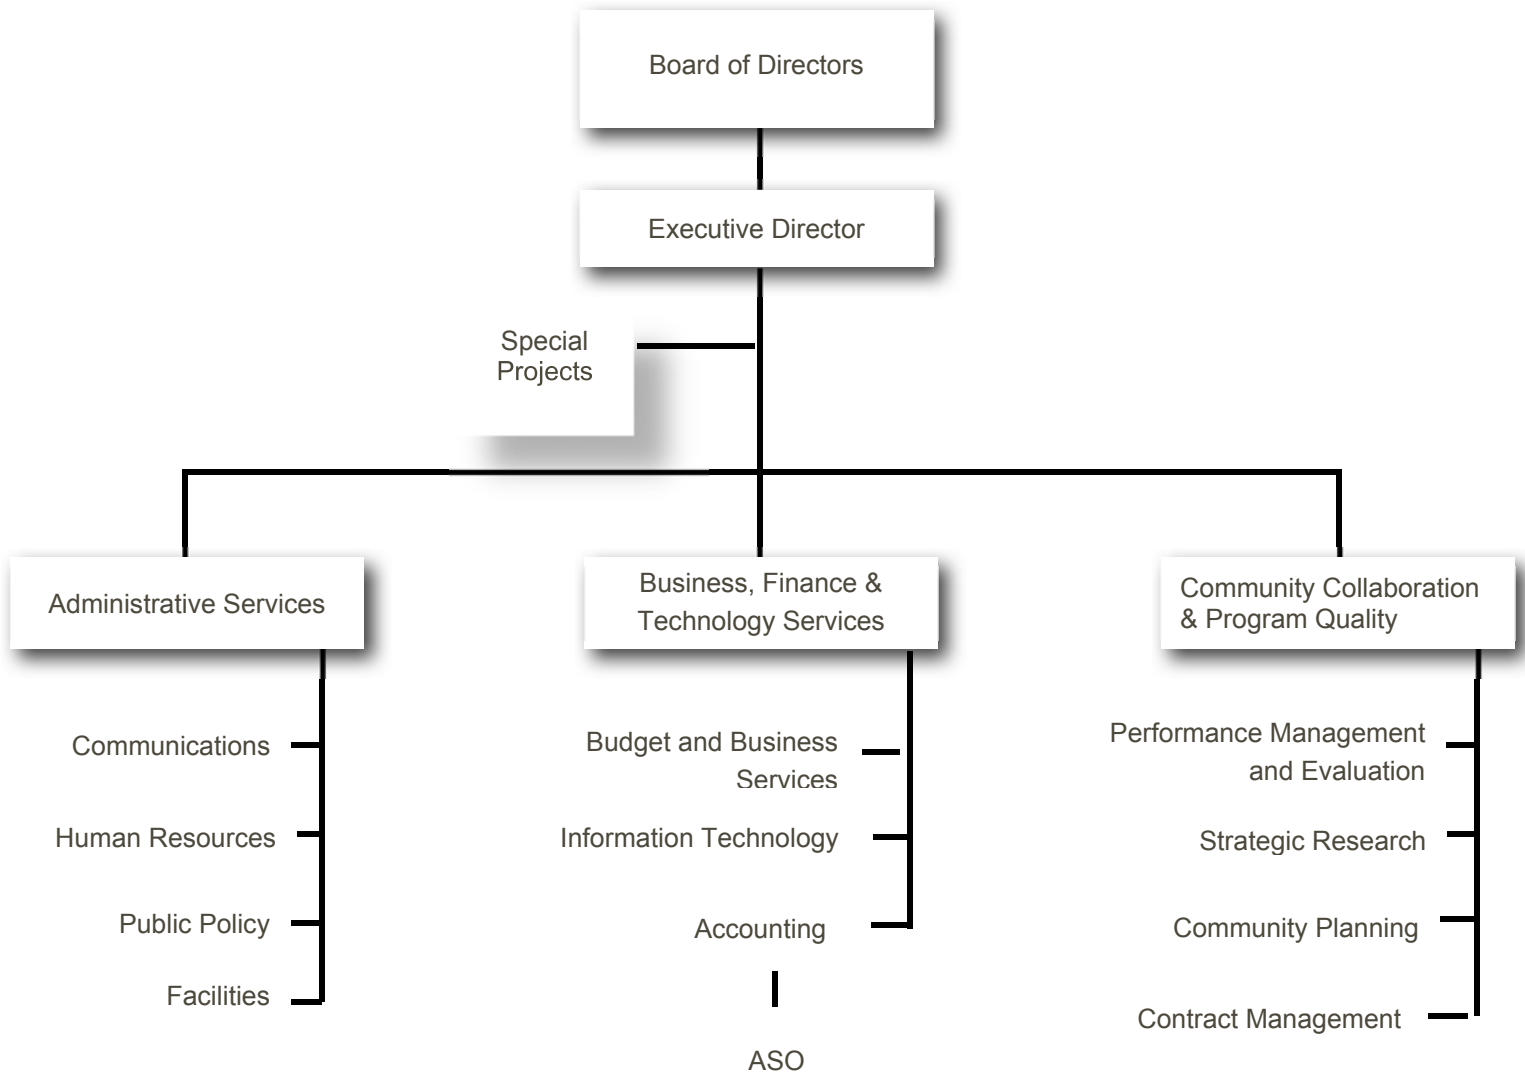 Board of Directors
Executive Director
Special
Projects
Administrative Services
Business, Finance &
Technology Services
Community Collaboration
& Program Quality
Communications
Human Resources
Public Policy
Facilities
Budget and Business
Services
Information Technology
Accounting
ASO
Performance Management
and Evaluation
Strategic Research
Community Planning
Contract Management